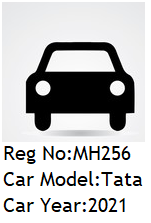 Reg No:MH256
Car Model:Tata
Car Year:2021